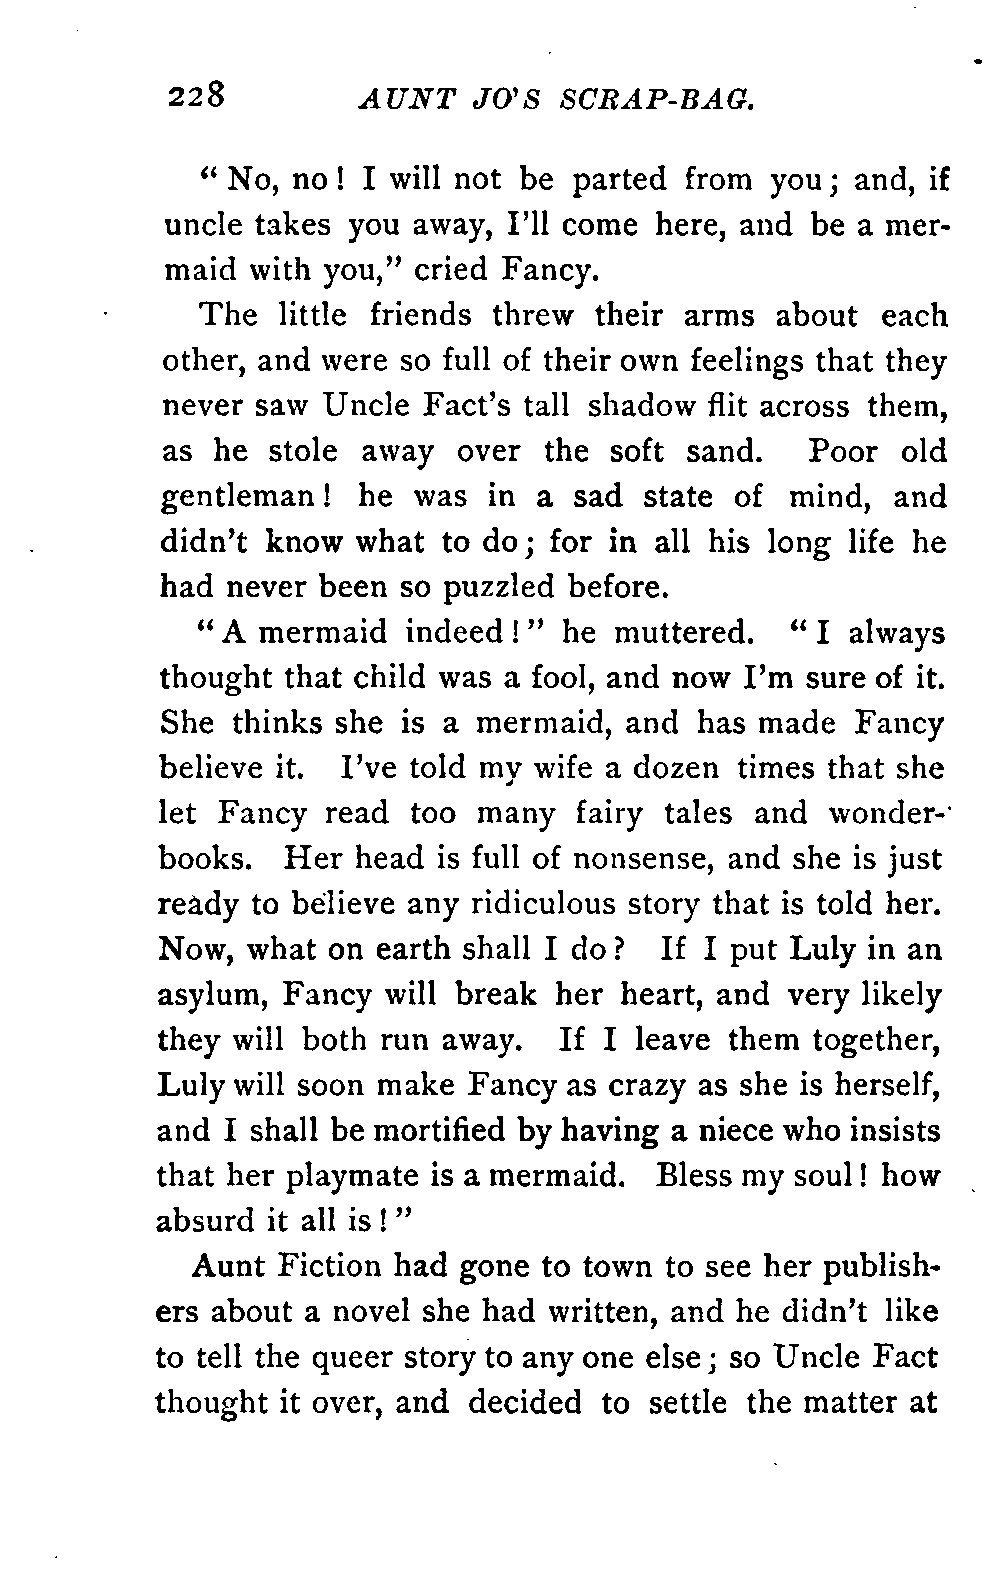 228 AUNT JO'S SCRAP-BAG.
“No, no! I will not be parted from you; and, if
uncle takes you away, I'll come here, and be a mer-
maid with you,” cried Fancy.
The little friends threw their arms about each
other, and were so full of their own feelings that they
never saw Uncle Fact's tall shadow flit across them,
as he stole away over the soft sand. Poor old
gentleman! he was in a sad state of mind, and
didn't know what to do; for in all his long life he
had never been so puzzled before.
“A mermaid indeed!” he muttered. “I always
thought that child was a fool, and now I'm sure of it.
She thinks she is a mermaid, and has made Fancy
believe it. I've told my wife a dozen times that she
let Fancy read too many fairy tales and wonder-
books. Her head is full of nonsense, and she is just
ready to believe any ridiculous story that is told her.
Now, what on earth shall I do? If I put Luly in an
asylum, Fancy will break her heart, and very likely
they will both run away. If I leave them together,
Luly will soon make Fancy as crazy as she is herself,
and I shall be mortified by having a niece who insists
that her playmate is a mermaid. Bless my soul! how
absurd it all is!”
Aunt Fiction had gone to town to see her publish-
ers about a novel she had written, and he didn't like
to tell the queer story to any one else; so Uncle Fact
thought it over, and decided to settle the matter at